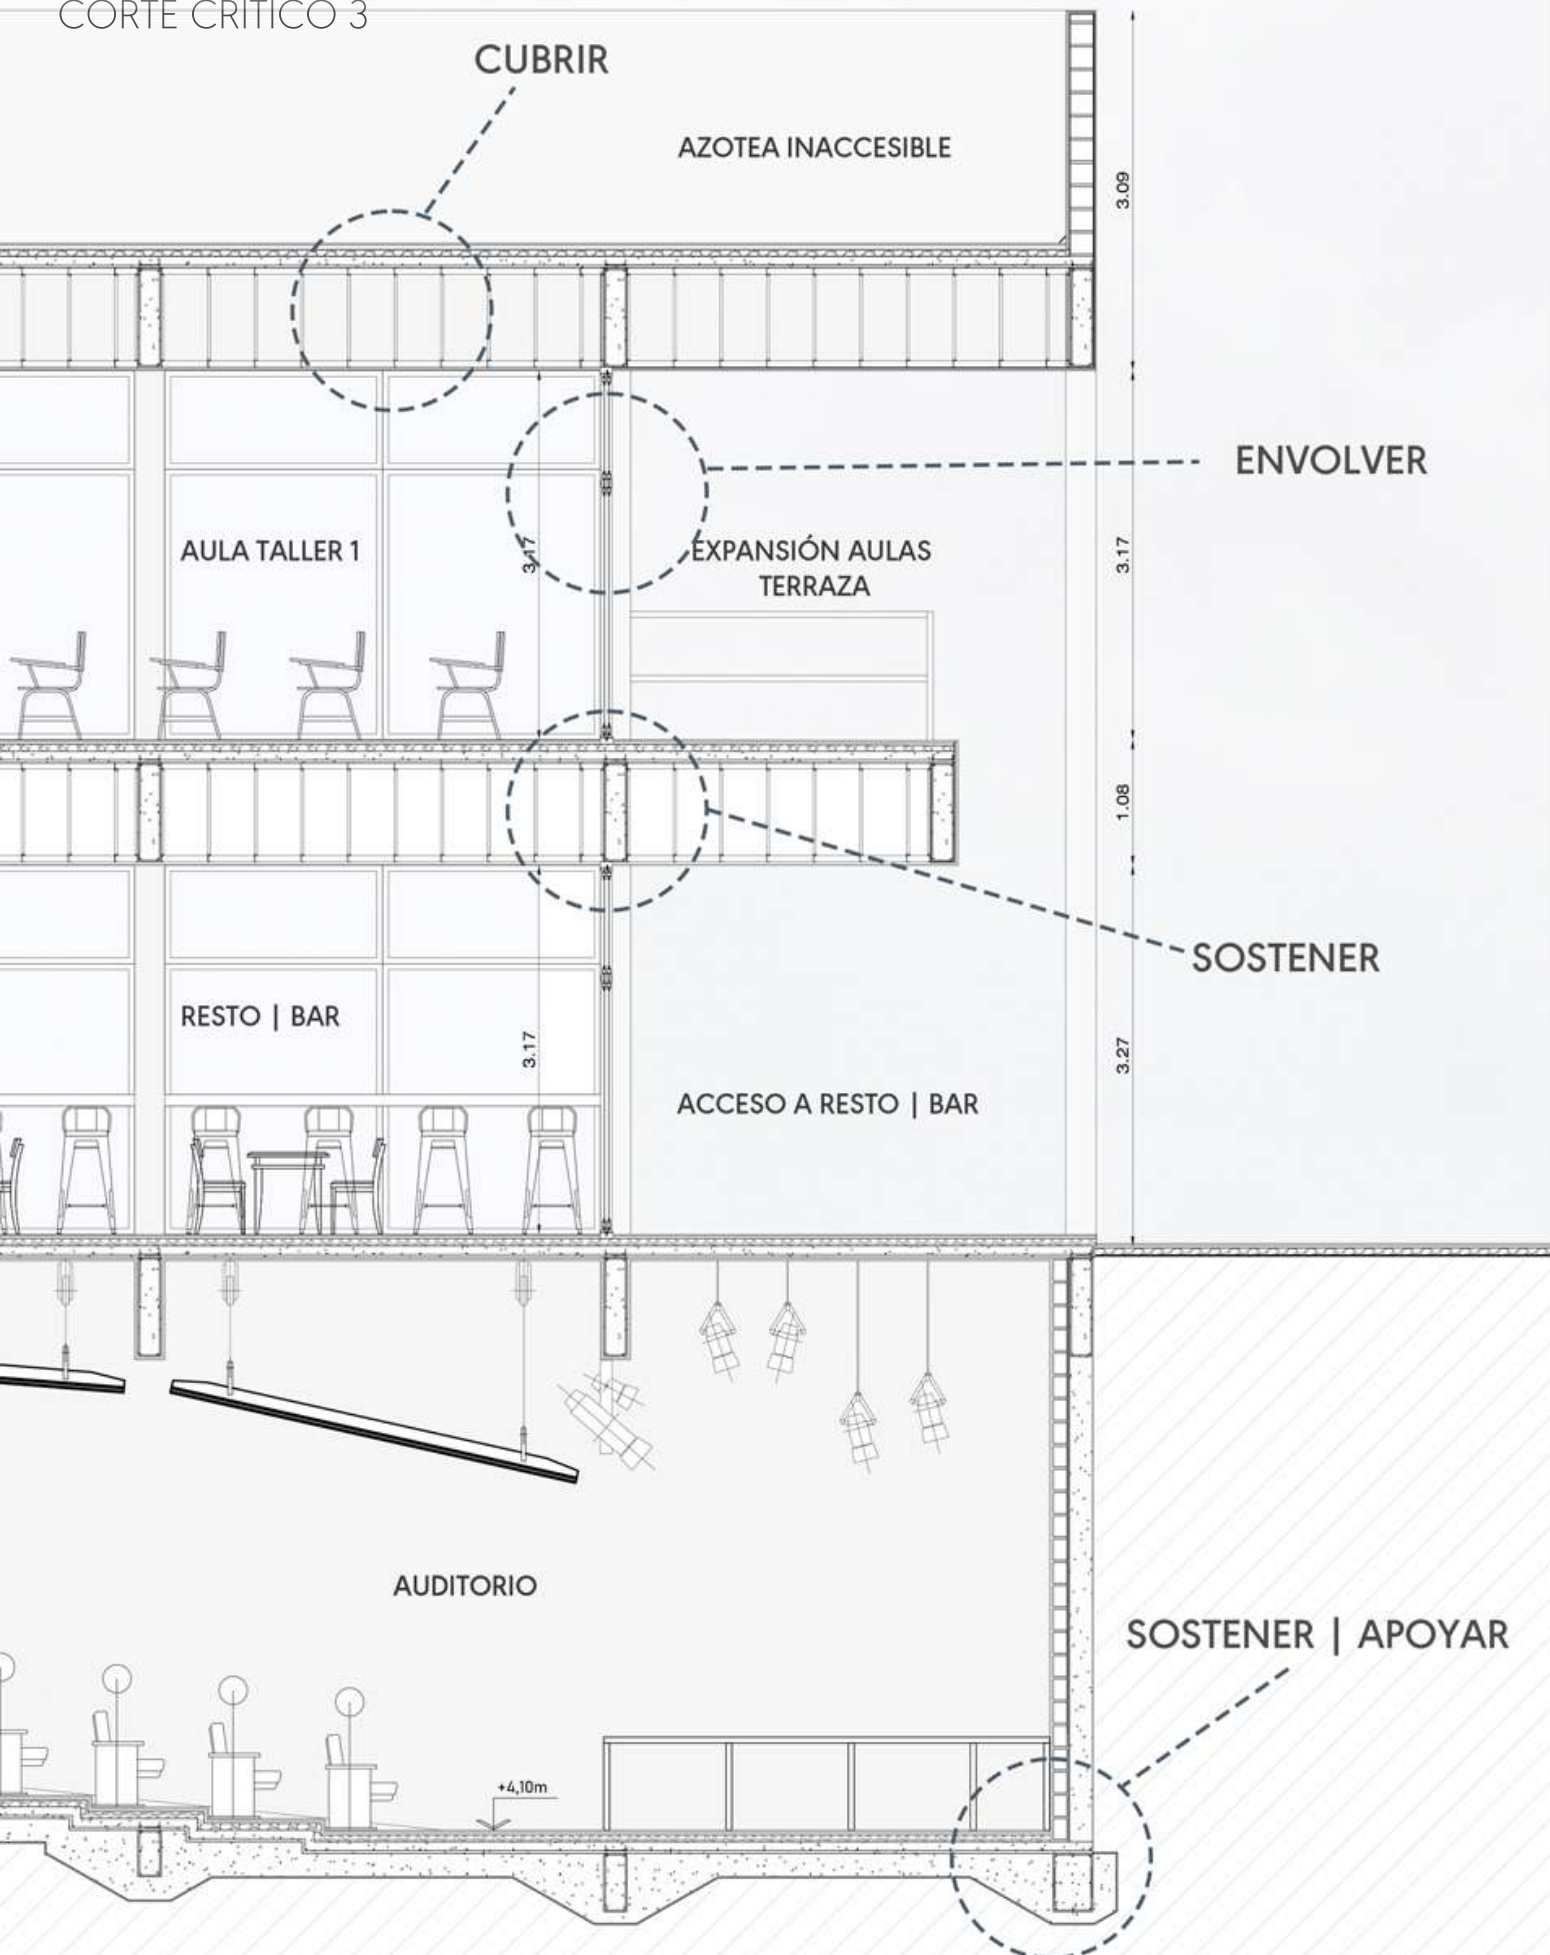 CORTE CRÍTICO 3
CUBRIR
AZOTEA INACCESIBLE
3.09
ENVOLVER
AULA TALLER 1
3.17
EXPANSIÓN AULAS
TERRAZA
3.17
1.08
SOSTENER
RESTO | BAR
3.17
3.27
ACCESO A RESTO | BAR
AUDITORIO
SOSTENER | APOYAR
+4,10m